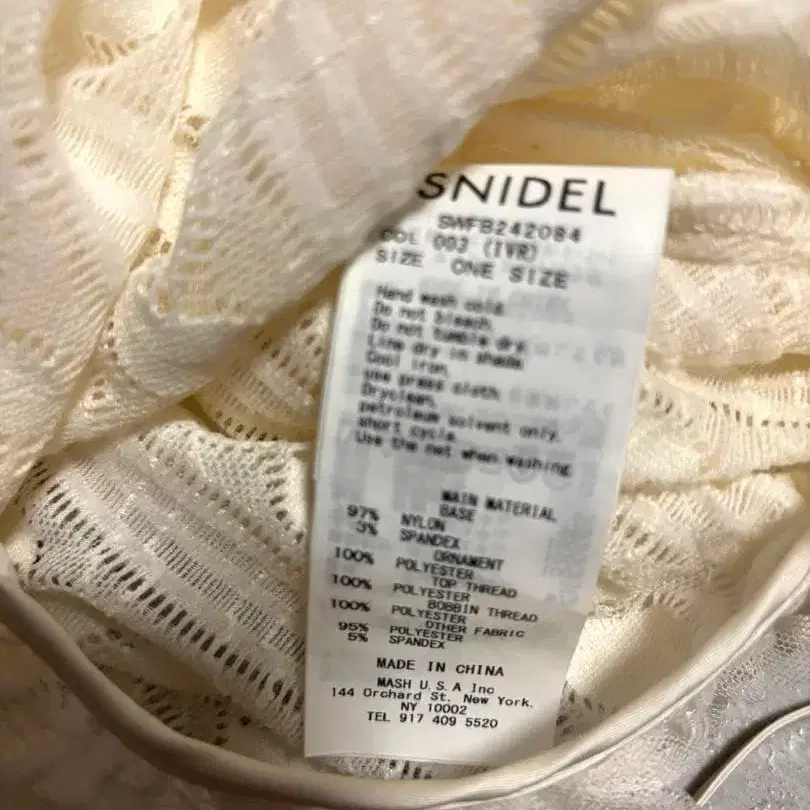 SNIDEL
SWFB242084
COL 003 (IVR)
SIZE ONE SIZE
Hand wash cold.
Do not bleach.
Do not tumble dry.
Line dry in shade.
Cool iron.
use press cloth.
Dryclean.
petroleum solvent only.
short cycle.
Use the net when washing.
MAIN MATERIAL
BASE
97% NYLON
3% SPANDEX
ORNAMENT
100% POLYESTER
TOP THREAD
100% POLYESTER
BOBBIN THREAD
100% POLYESTER
OTHER FABRIC
95% POLYESTER
5% SPANDEX
MADE IN CHINA
MASH U.S.A Inc
144 Orchard St. New York.
NY 10002
TEL 917 409 5520